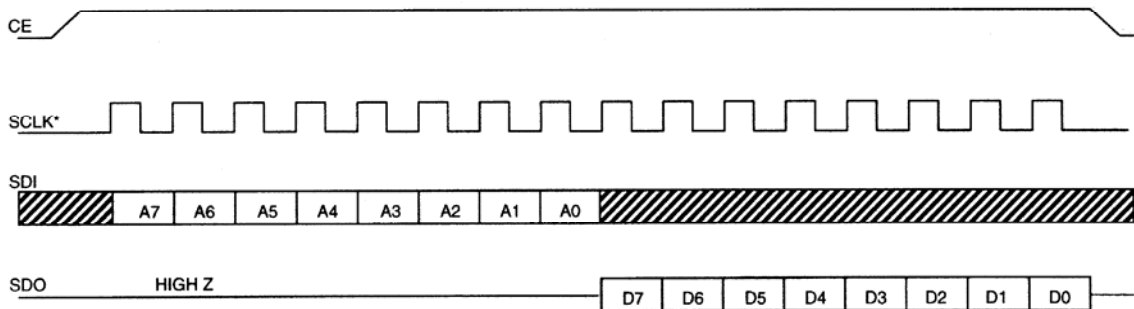 CE
SCLK*
SDI
A7 A6 A5 A4 A3 A2 A1 A0
SDO HIGH Z
D7 D6 D5 D4 D3 D2 D1 D0